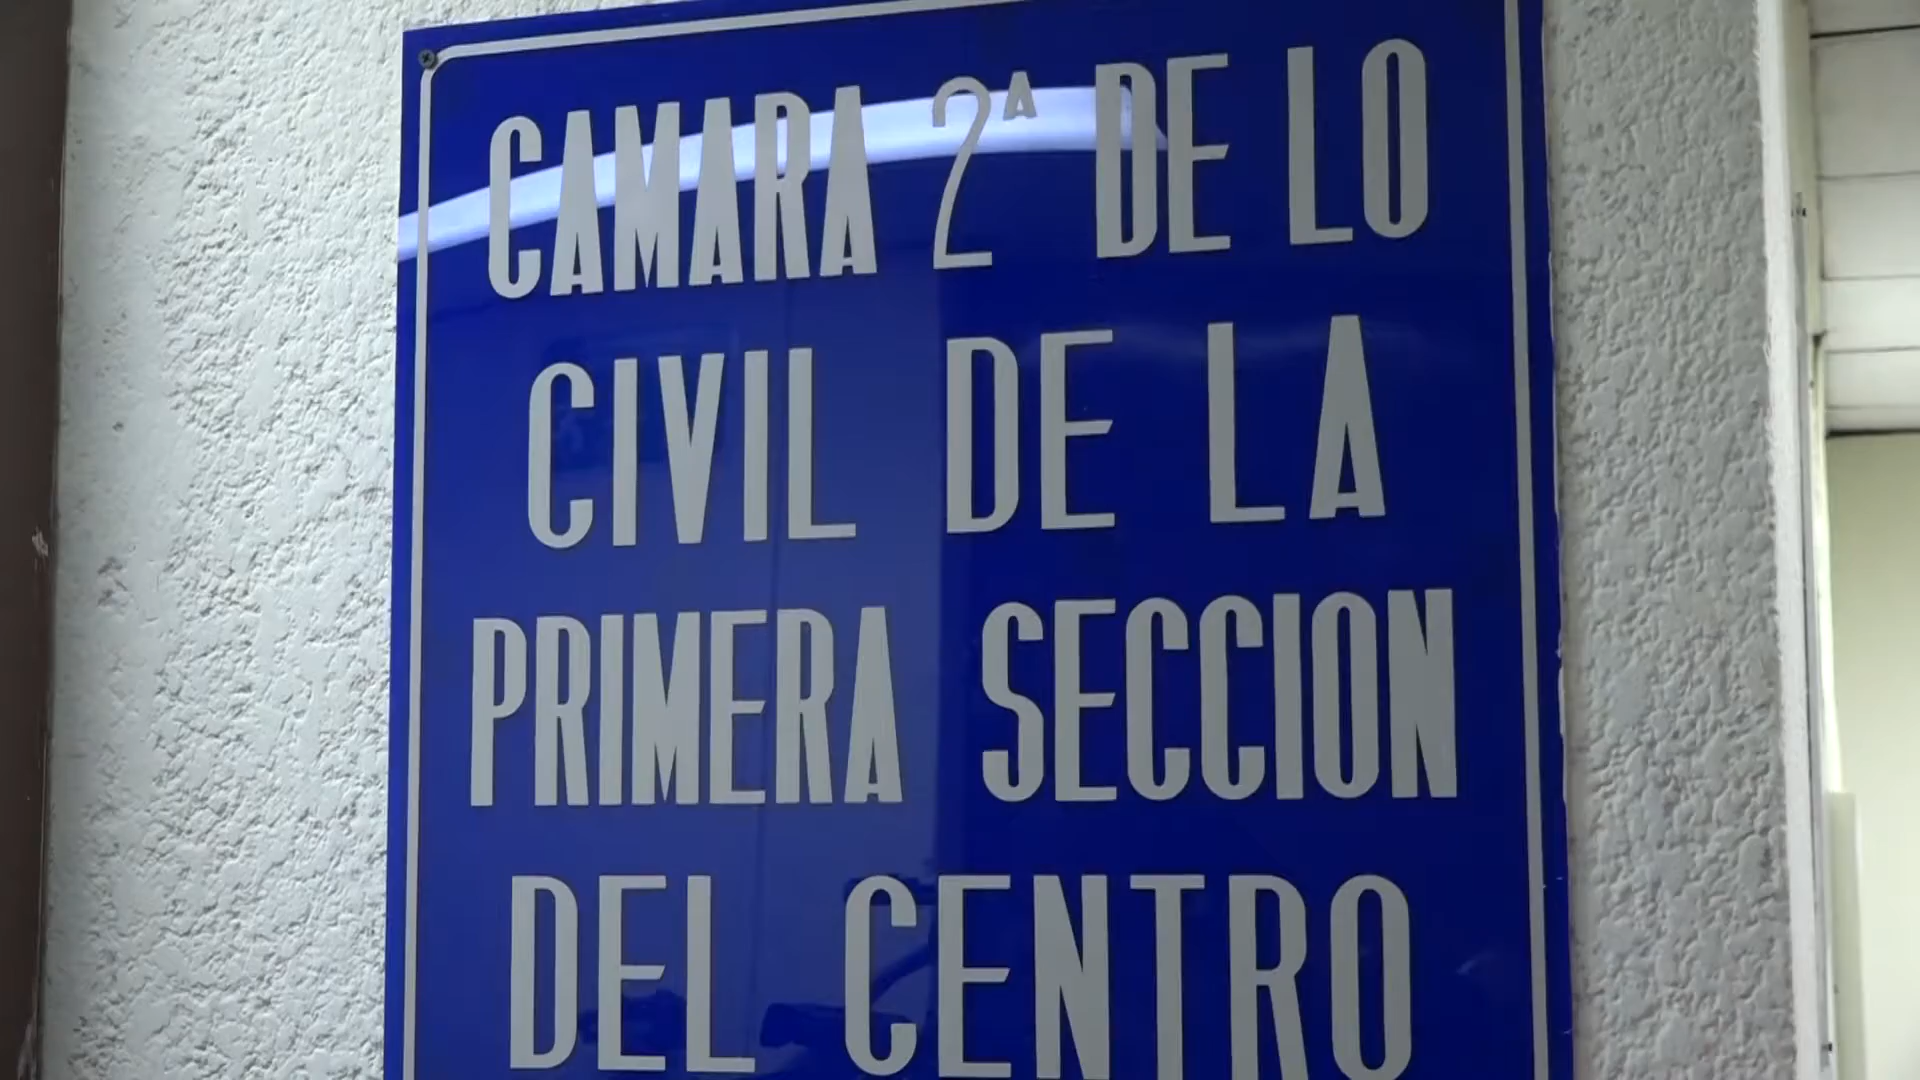 CAMARA 2ᴬ DE LO
CIVIL DE LA
PRIMERA SECCION
DEL CENTRO